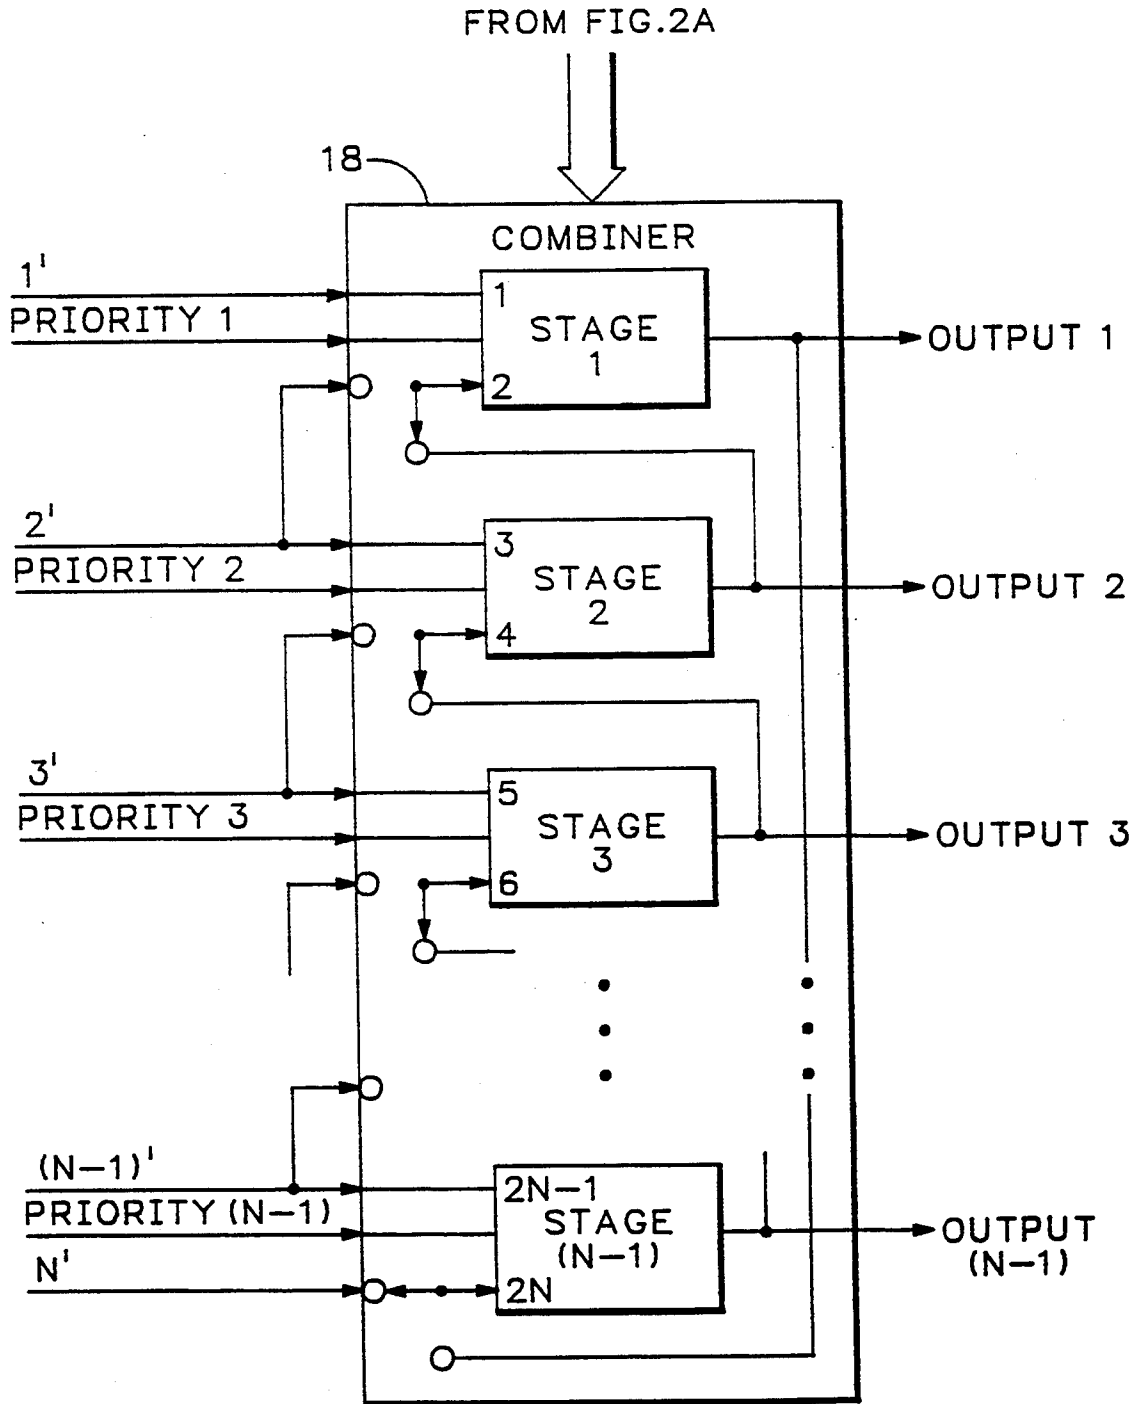 FROM FIG.2A
18
COMBINER
1'
PRIORITY 1
1
STAGE
1
2
OUTPUT 1
2'
PRIORITY 2
3
STAGE
2
4
OUTPUT 2
3'
PRIORITY 3
5
STAGE
3
6
OUTPUT 3
(N-1)'
PRIORITY (N-1)
N'
2N-1
STAGE
(N-1)
2N
OUTPUT
(N-1)